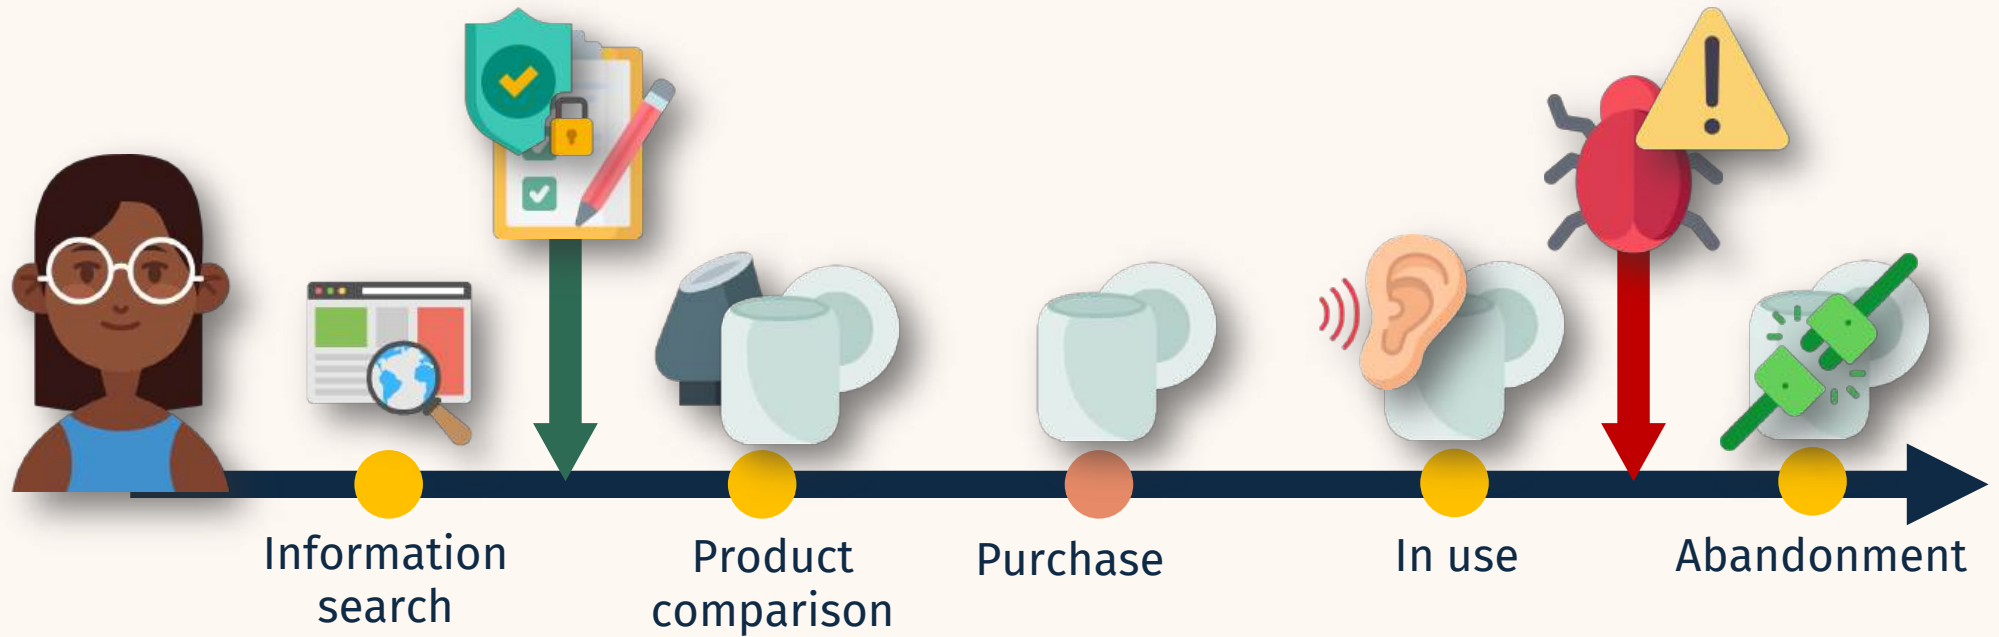 Information
search
Product
comparison
Purchase
In use
Abandonment